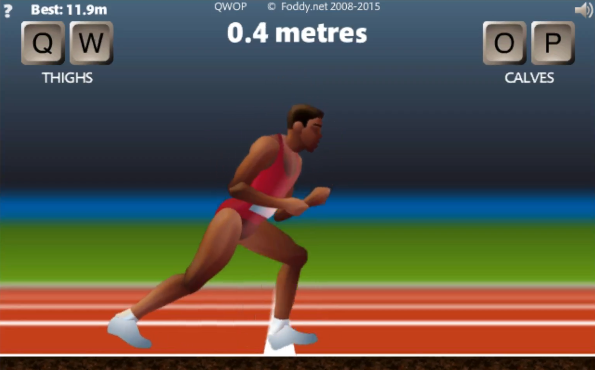 ? Best: 11.9m QWOP © Foddy.net 2008-2015
0.4 metres
Q W O P
THIGHS CALVES